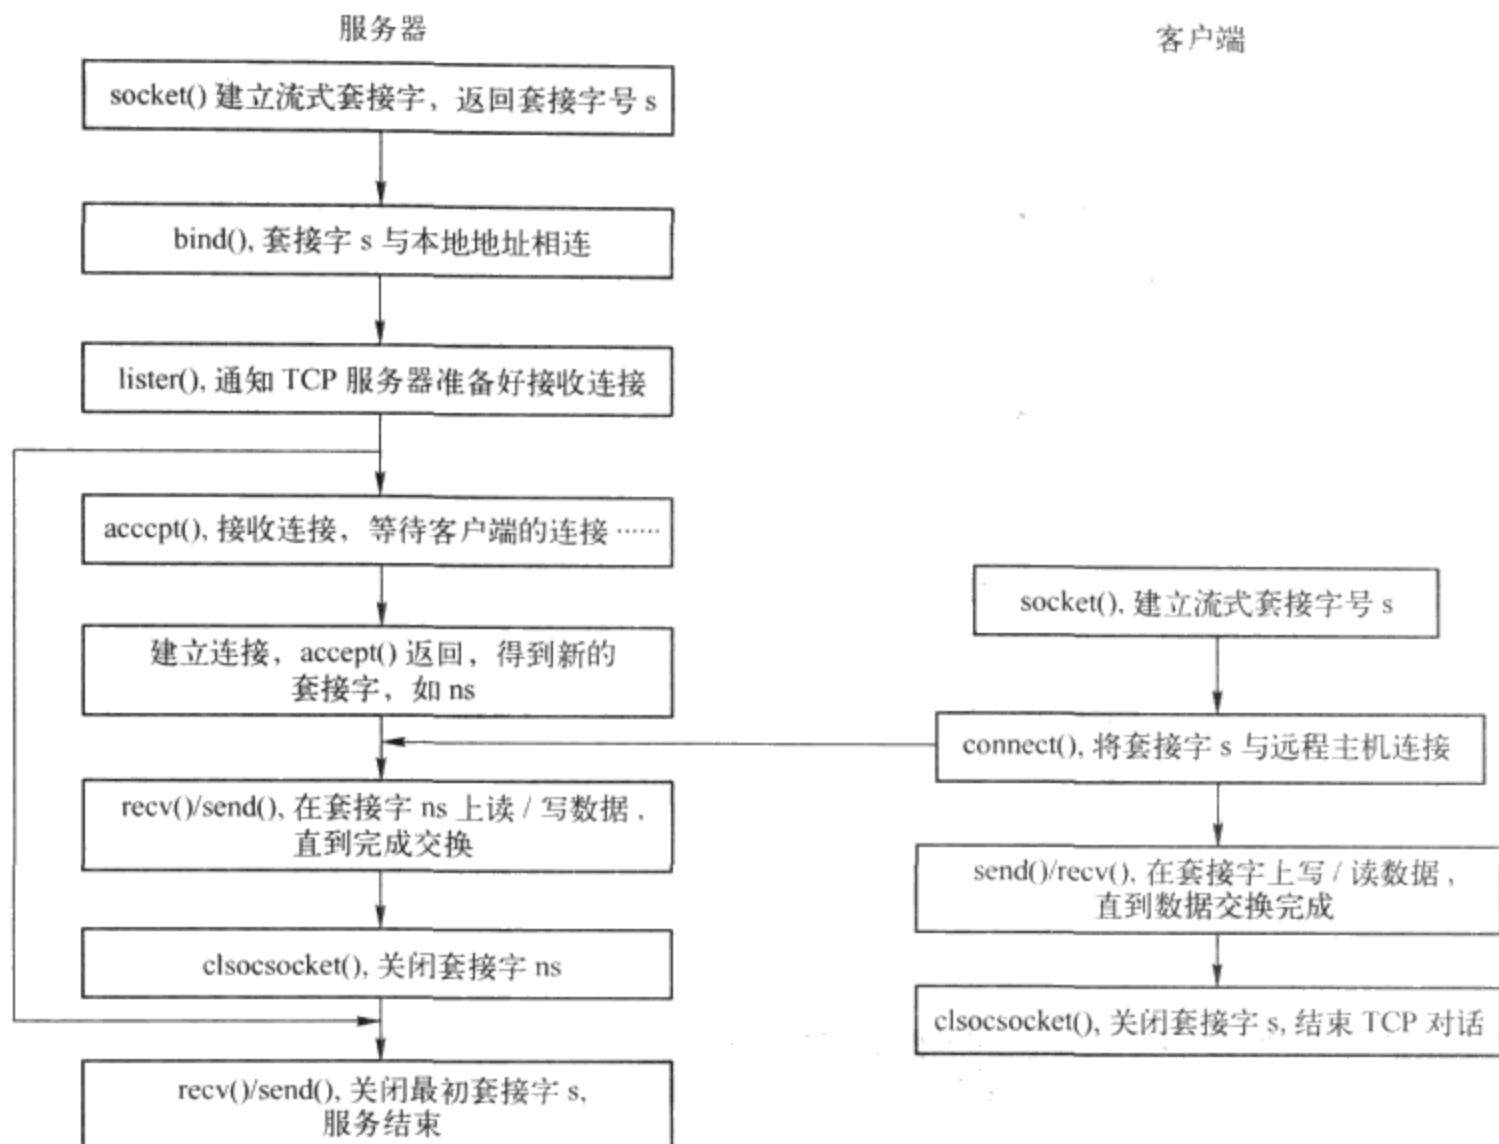 服务器
socket() 建立流式套接字，返回套接字号 s
bind(), 套接字 s 与本地地址相连
lister(), 通知 TCP 服务器准备好接收连接
acccpt(), 接收连接，等待客户端的连接……
建立连接，accept() 返回，得到新的
套接字，如 ns
recv()/send(), 在套接字 ns 上读 / 写数据，
直到完成交换
clsocsocket(), 关闭套接字 ns
recv()/send(), 关闭最初套接字 s,
服务结束
客户端
socket(), 建立流式套接字号 s
connect(), 将套接字 s 与远程主机连接
send()/recv(), 在套接字上写 / 读数据，
直到数据交换完成
clsocsocket(), 关闭套接字 s, 结束 TCP 对话